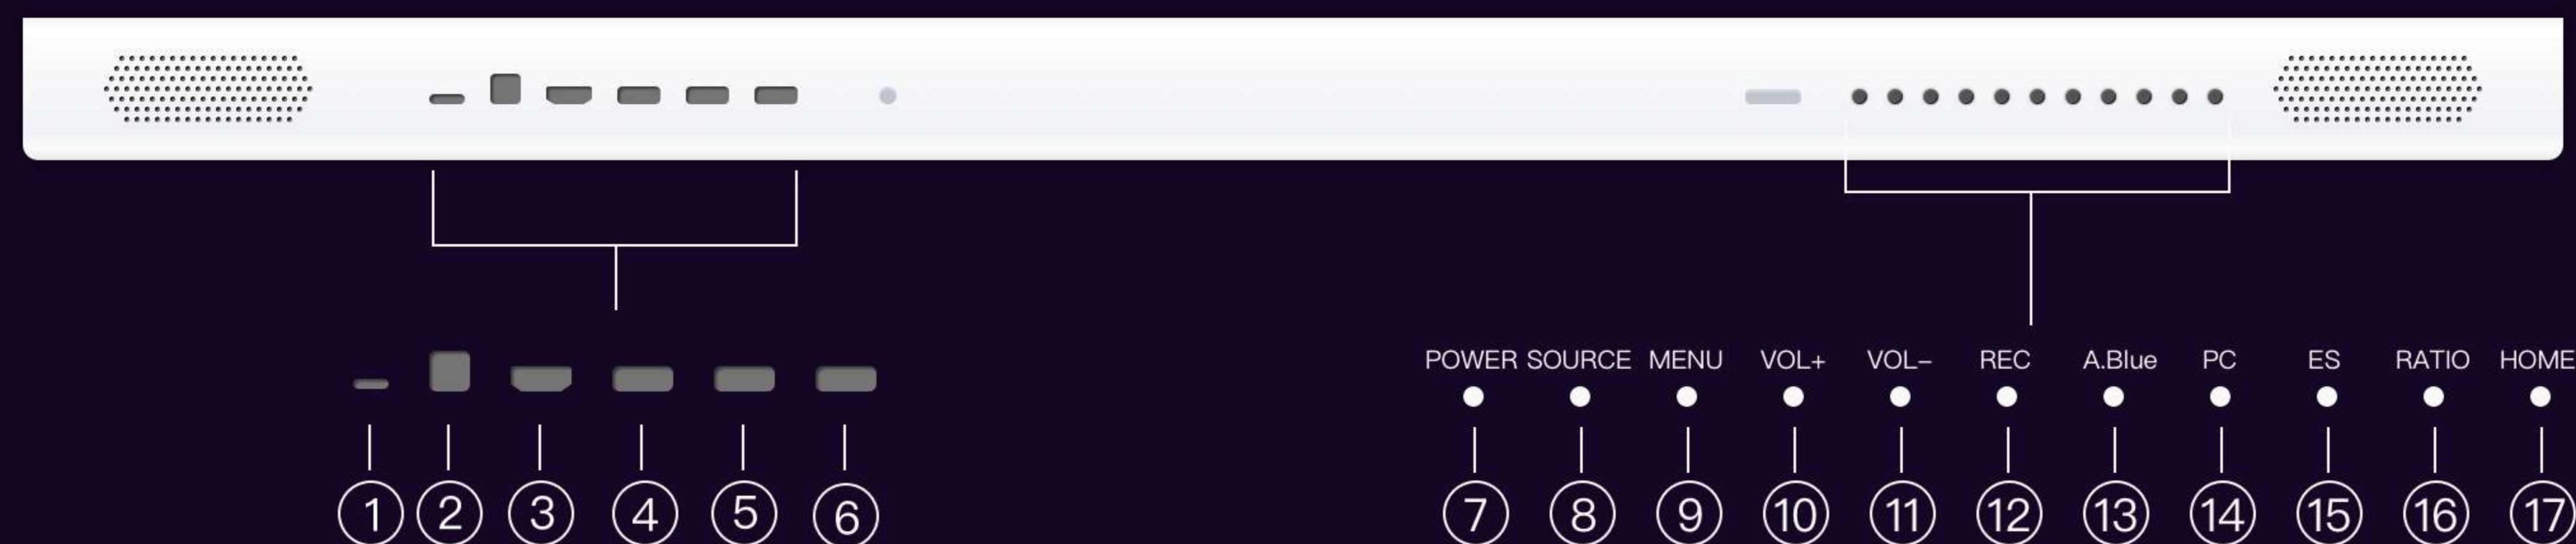 POWER SOURCE MENU VOL+ VOL− REC A.Blue PC ES RATIO HOME
① ② ③ ④ ⑤ ⑥ ⑦ ⑧ ⑨ ⑩ ⑪ ⑫ ⑬ ⑭ ⑮ ⑯ ⑰